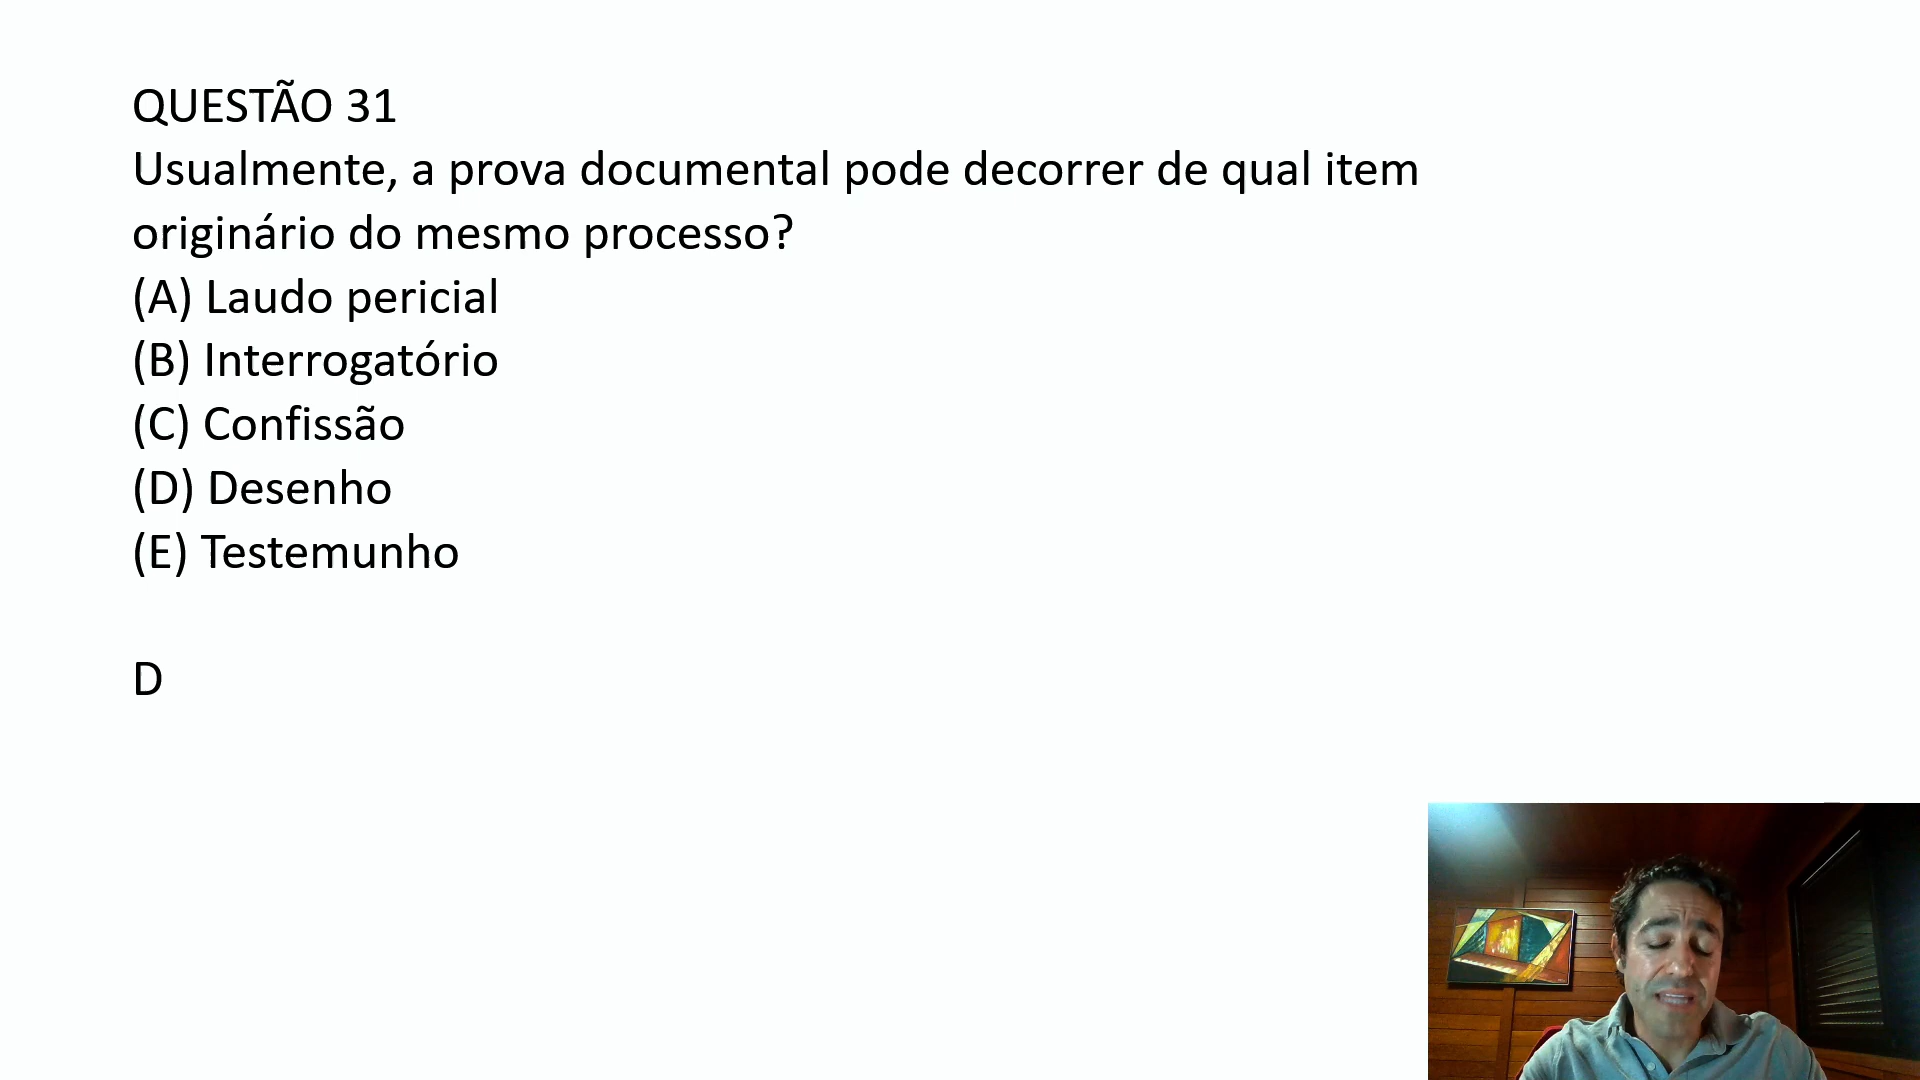 QUESTÃO 31
Usualmente, a prova documental pode decorrer de qual item
originário do mesmo processo?
(A) Laudo pericial
(B) Interrogatório
(C) Confissão
(D) Desenho
(E) Testemunho
D